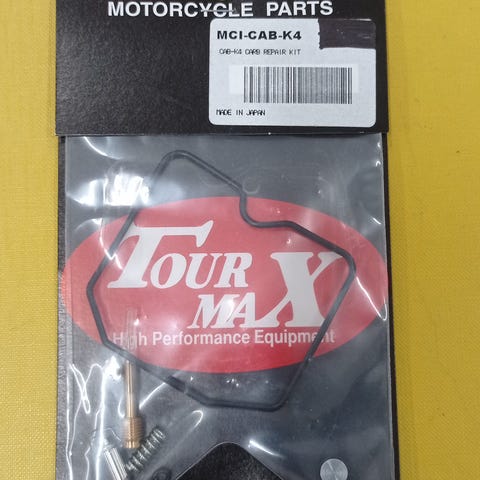 MOTORCYCLE PARTS
MCI-CAB-K4
CAB-K4 CARB REPAIR KIT
MADE IN JAPAN
TOUR
MAX
High Performance Equipment